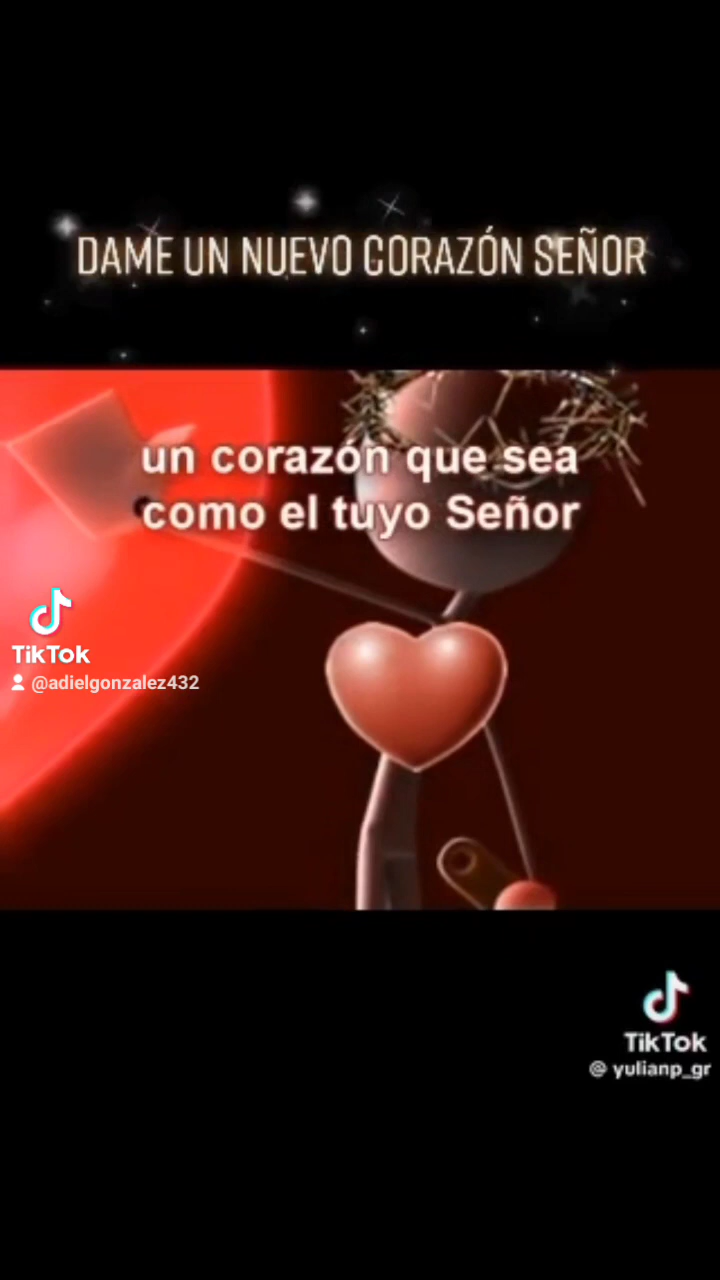 DAME UN NUEVO CORAZÓN SEÑOR
un corazón que sea
como el tuyo Señor
TikTok
@adielgonzalez432
TikTok
@ yulianp_gr